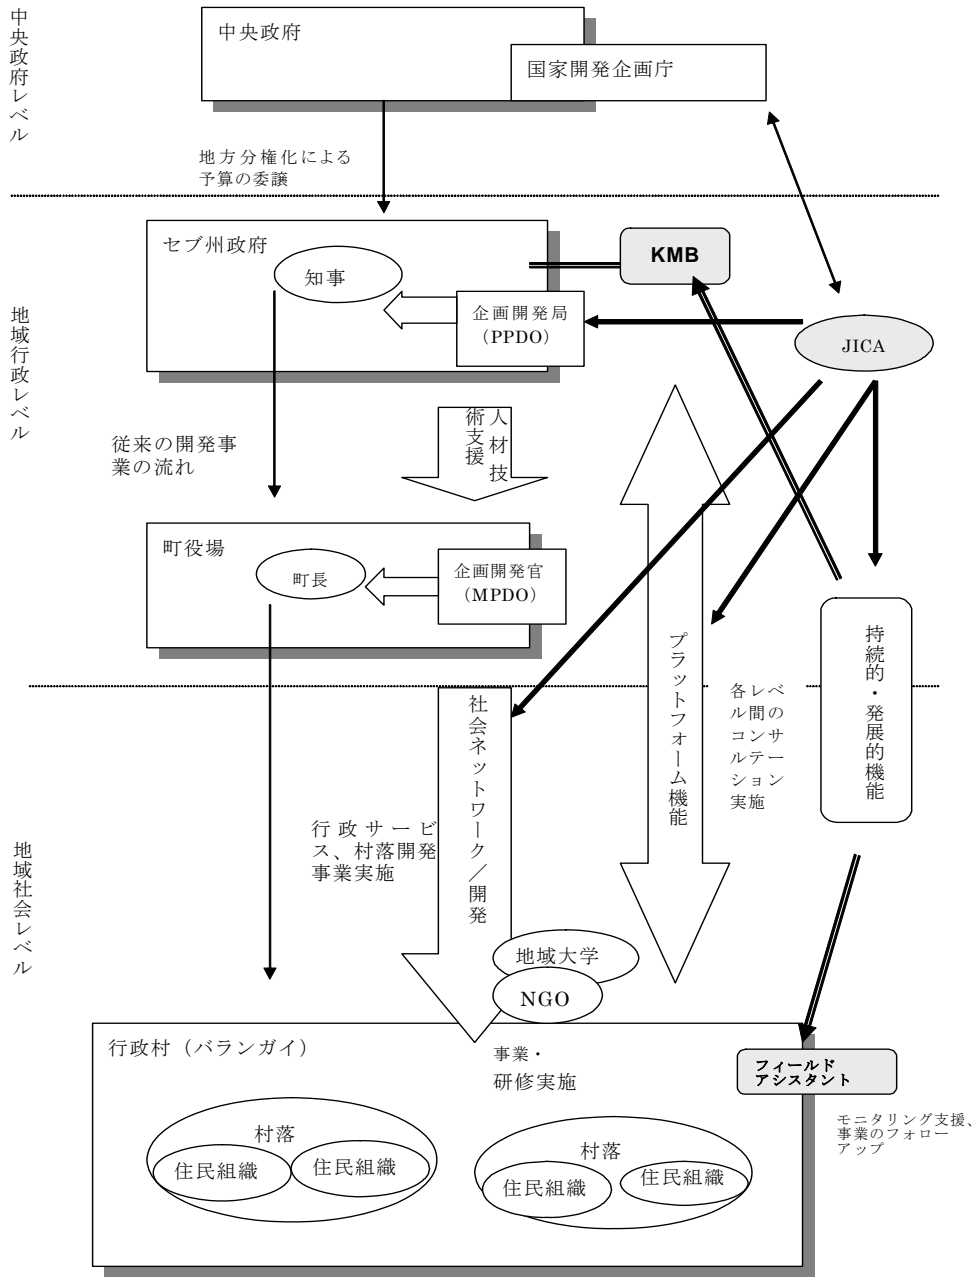 中央政府レベル
中央政府
国家開発企画庁
地方分権化による
予算の委譲
地域行政レベル
セブ州政府
知事
企画開発局
(PPDO)
KMB
JICA
従来の開発事
業の流れ
人材技
術支援
町役場
町長
企画開発官
(MPDO)
プラットフォーム機能
持続的・発展的機能
各レベ
ル間の
コンサ
ルテー
ション
実施
地域社会レベル
社会ネットワーク／開発
行政サービ
ス、村落開発
事業実施
地域大学
NGO
行政村（バランガイ）
事業・
研修実施
フィールド
アシスタント
モニタリング支援、
事業のフォロー
アップ
村落
住民組織
住民組織
村落
住民組織
住民組織